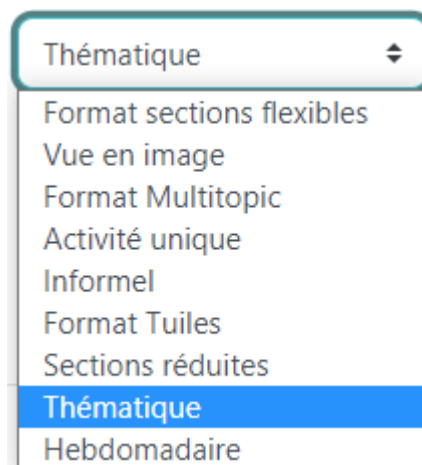 Thématique
Format sections flexibles
Vue en image
Format Multitopic
Activité unique
Informel
Format Tuiles
Sections réduites
Thématique
Hebdomadaire